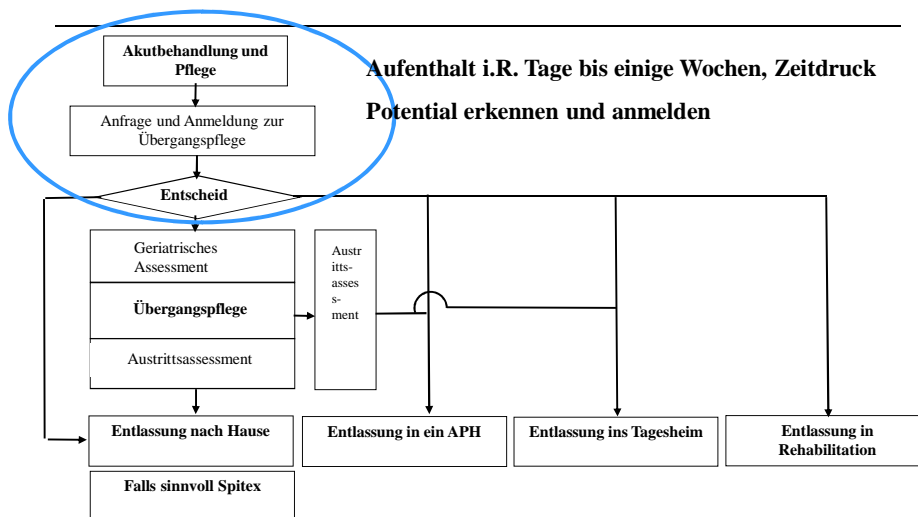 Akutbehandlung und
Pflege
Aufenthalt i.R. Tage bis einige Wochen, Zeitdruck
Potential erkennen und anmelden
Anfrage und Anmeldung zur
Übergangspflege
Entscheid
Geriatrisches
Assessment
Übergangspflege
Austrittsassessment
Austr
itts-
asses
s-
ment
Entlassung nach Hause
Entlassung in ein APH
Entlassung ins Tagesheim
Entlassung in
Rehabilitation
Falls sinnvoll Spitex